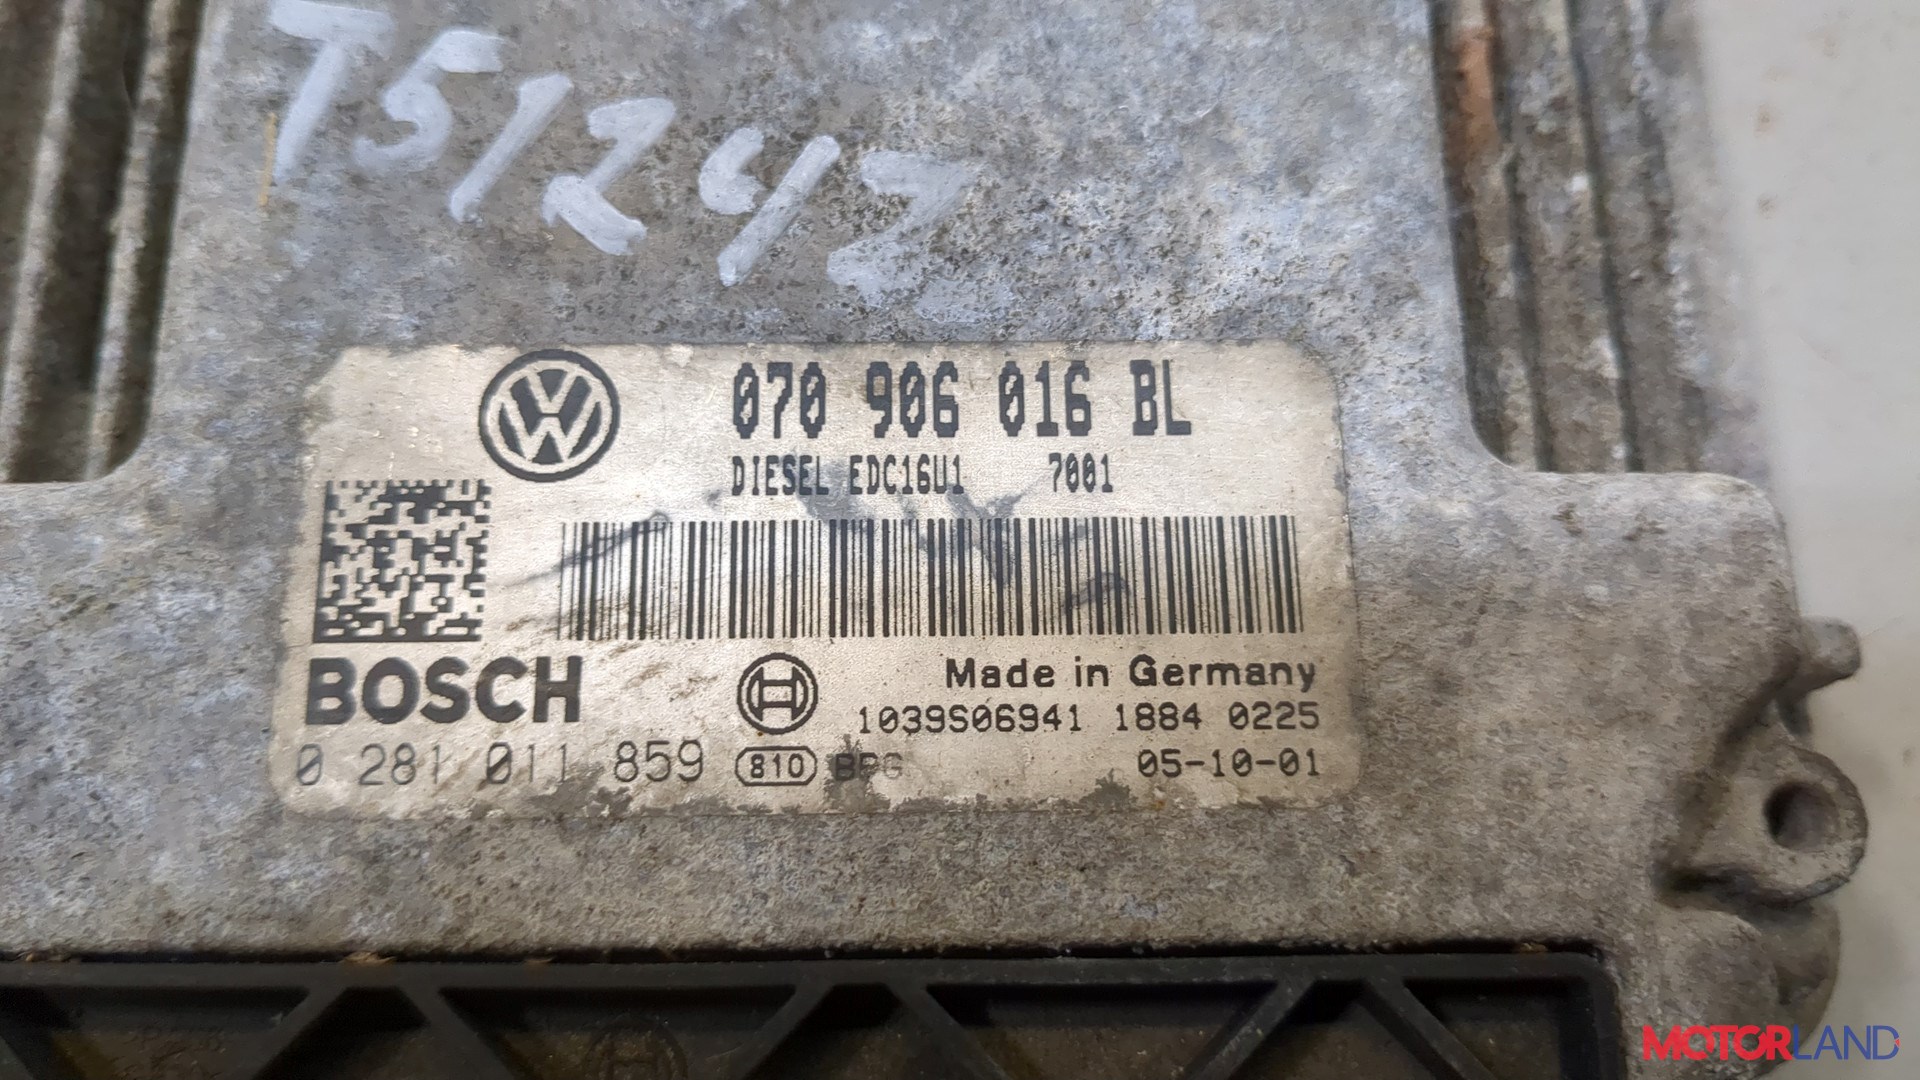 T51242
070 906 016 BL
DIESEL EDC16U1 7001
BOSCH
Made in Germany
1039S06941 1884 0225
0 281 011 859 810 05-10-01
MOTORLAND